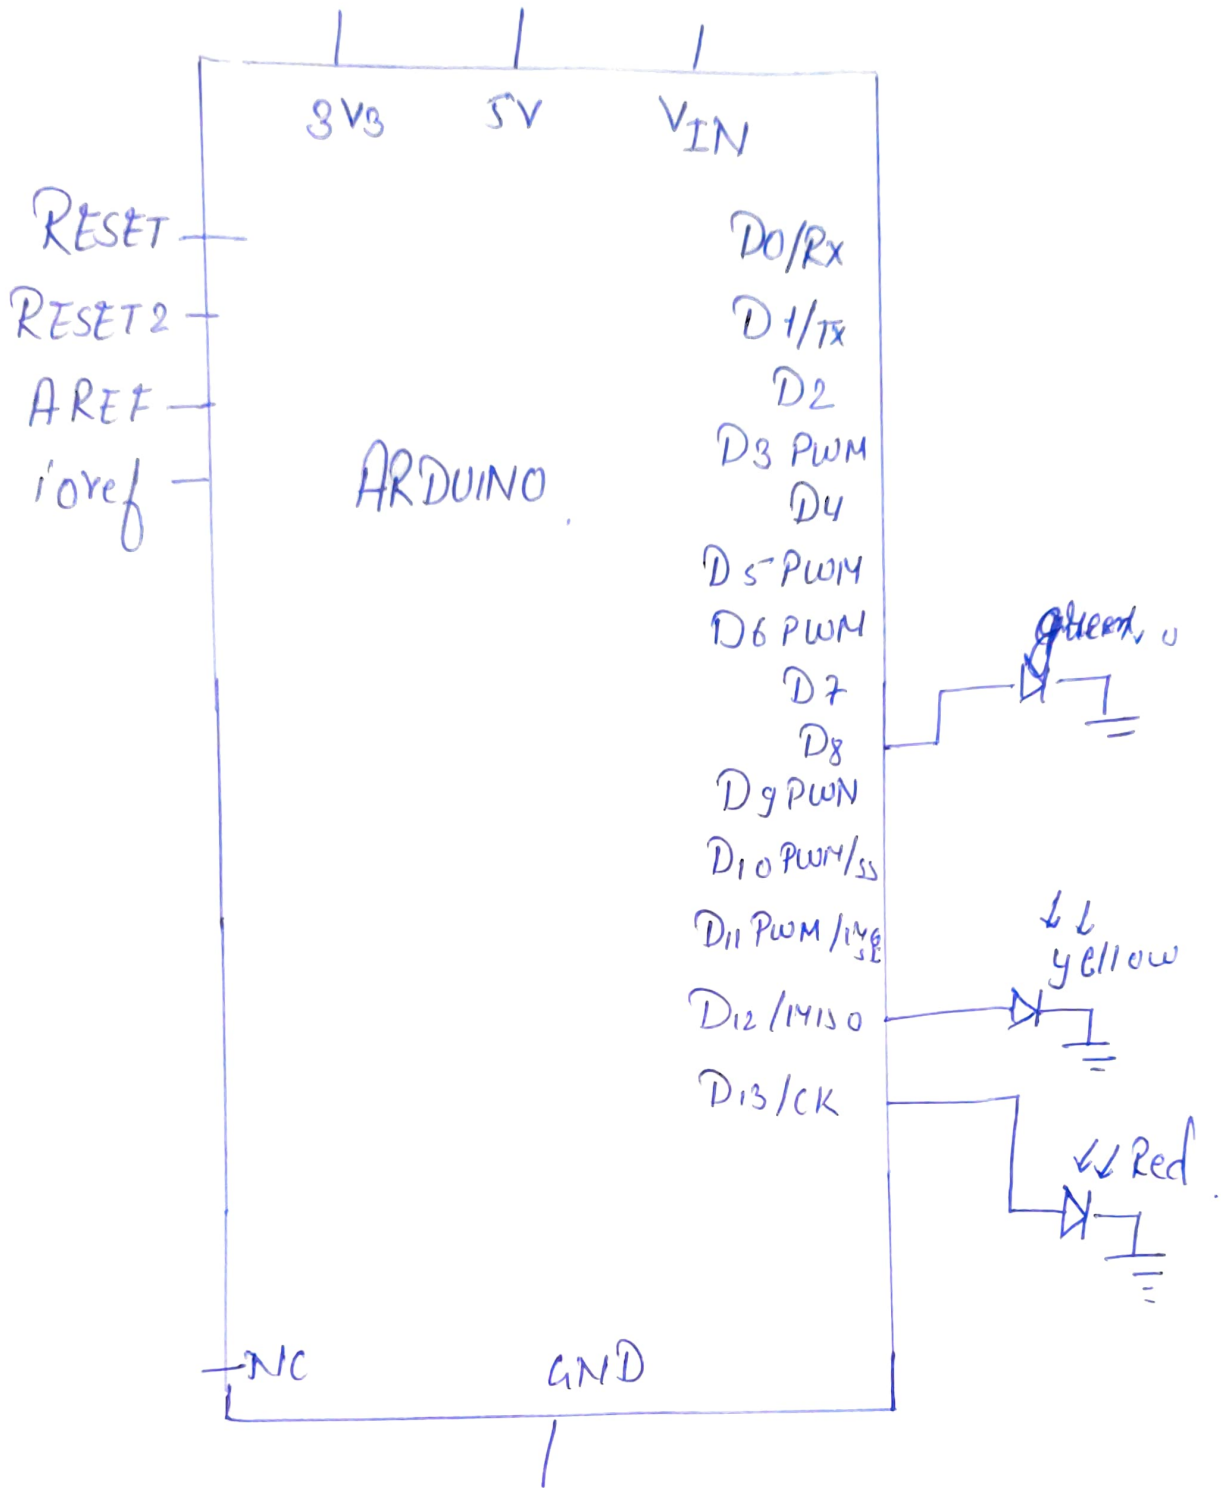 3V3 5V VIN
RESET
D0/Rx
RESET2
D1/Tx
D2
AREF
D3 PWM
ioref
ARDUINO
D4
D5 PWM
D6 PWM
green
D7
D8
D9 PWN
D10 PWM/SS
D11 PWM/
yellow
D12/MISO
D13/CK
Red
NC
GND